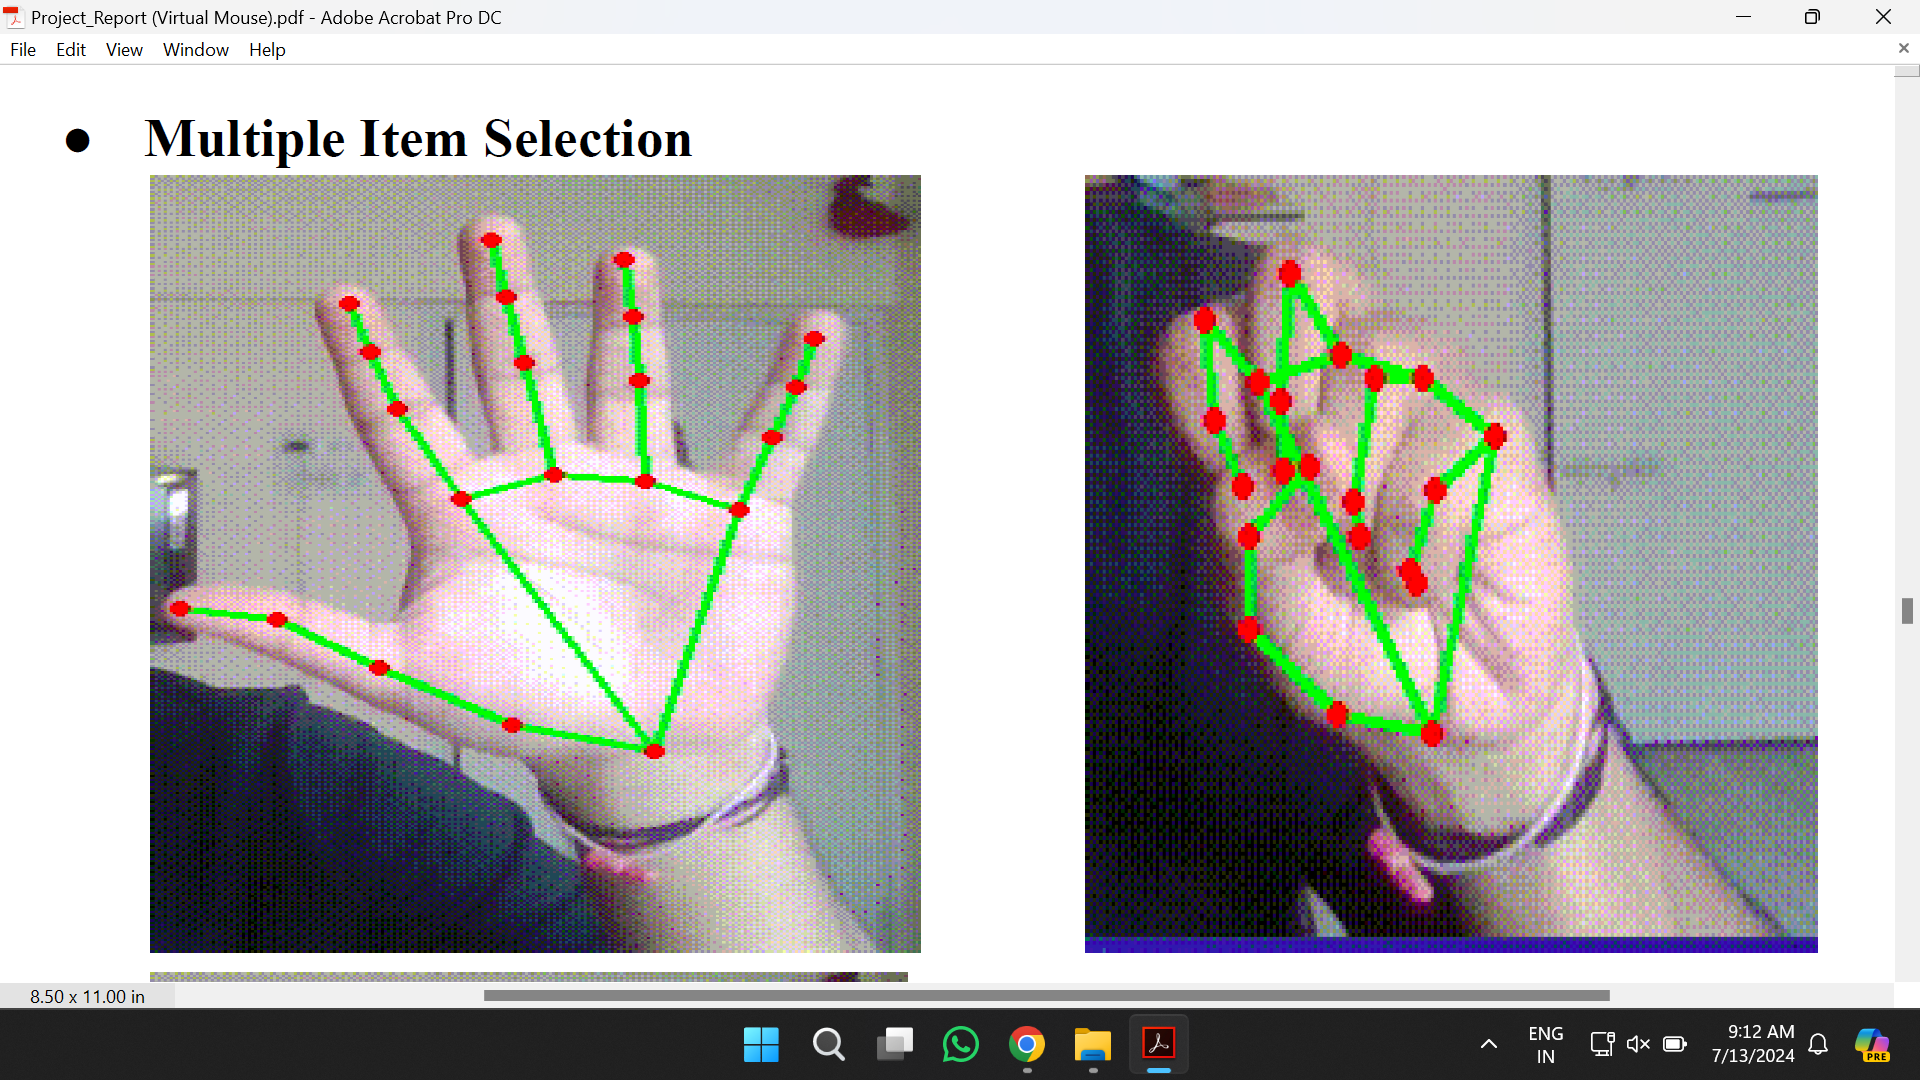 Project_Report (Virtual Mouse).pdf - Adobe Acrobat Pro DC
File Edit View Window Help
● Multiple Item Selection
8.50 x 11.00 in
ENG
IN
9:12 AM
7/13/2024
PRE